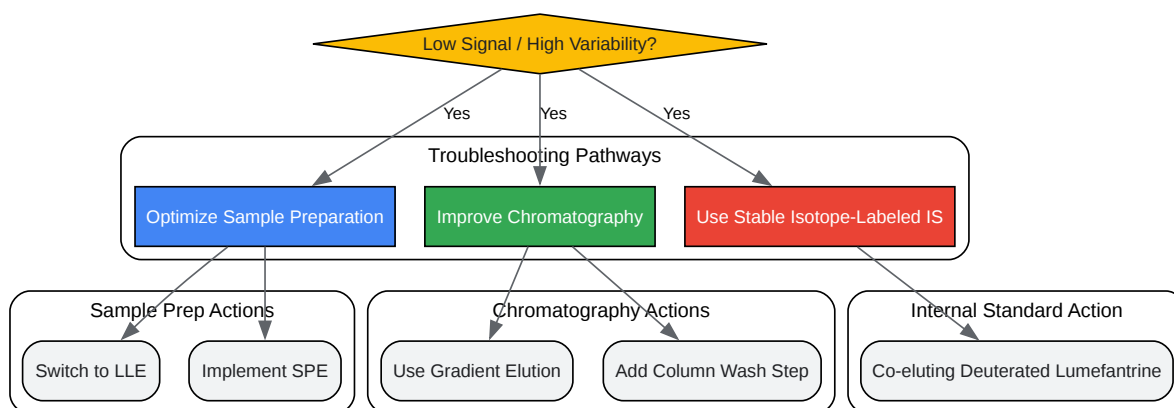 Low Signal / High Variability?
Yes
Yes
Yes
Troubleshooting Pathways
Optimize Sample Preparation
Improve Chromatography
Use Stable Isotope-Labeled IS
Sample Prep Actions
Chromatography Actions
Internal Standard Action
Switch to LLE
Implement SPE
Use Gradient Elution
Add Column Wash Step
Co-eluting Deuterated Lumefantrine